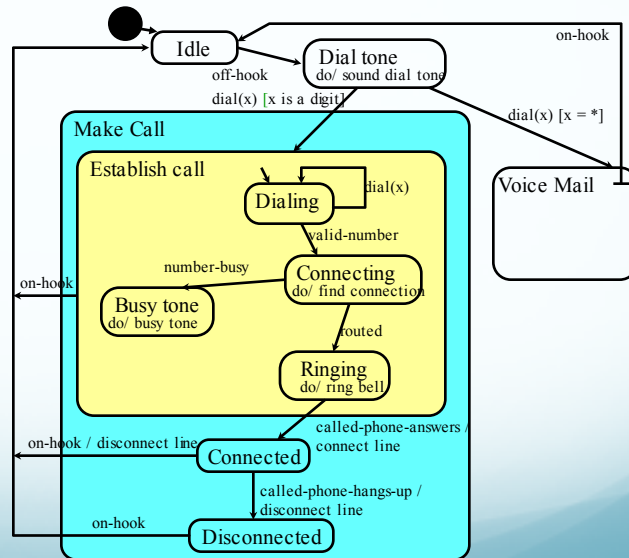 on-hook
Idle
Dial tone
do/ sound dial tone
off-hook
dial(x) [x is a digit]
dial(x) [x = *]
Make Call
Establish call
Voice Mail
dial(x)
Dialing
valid-number
number-busy
Connecting
do/ find connection
on-hook
Busy tone
do/ busy tone
routed
Ringing
do/ ring bell
called-phone-answers /
connect line
on-hook / disconnect line
Connected
called-phone-hangs-up /
disconnect line
on-hook
Disconnected